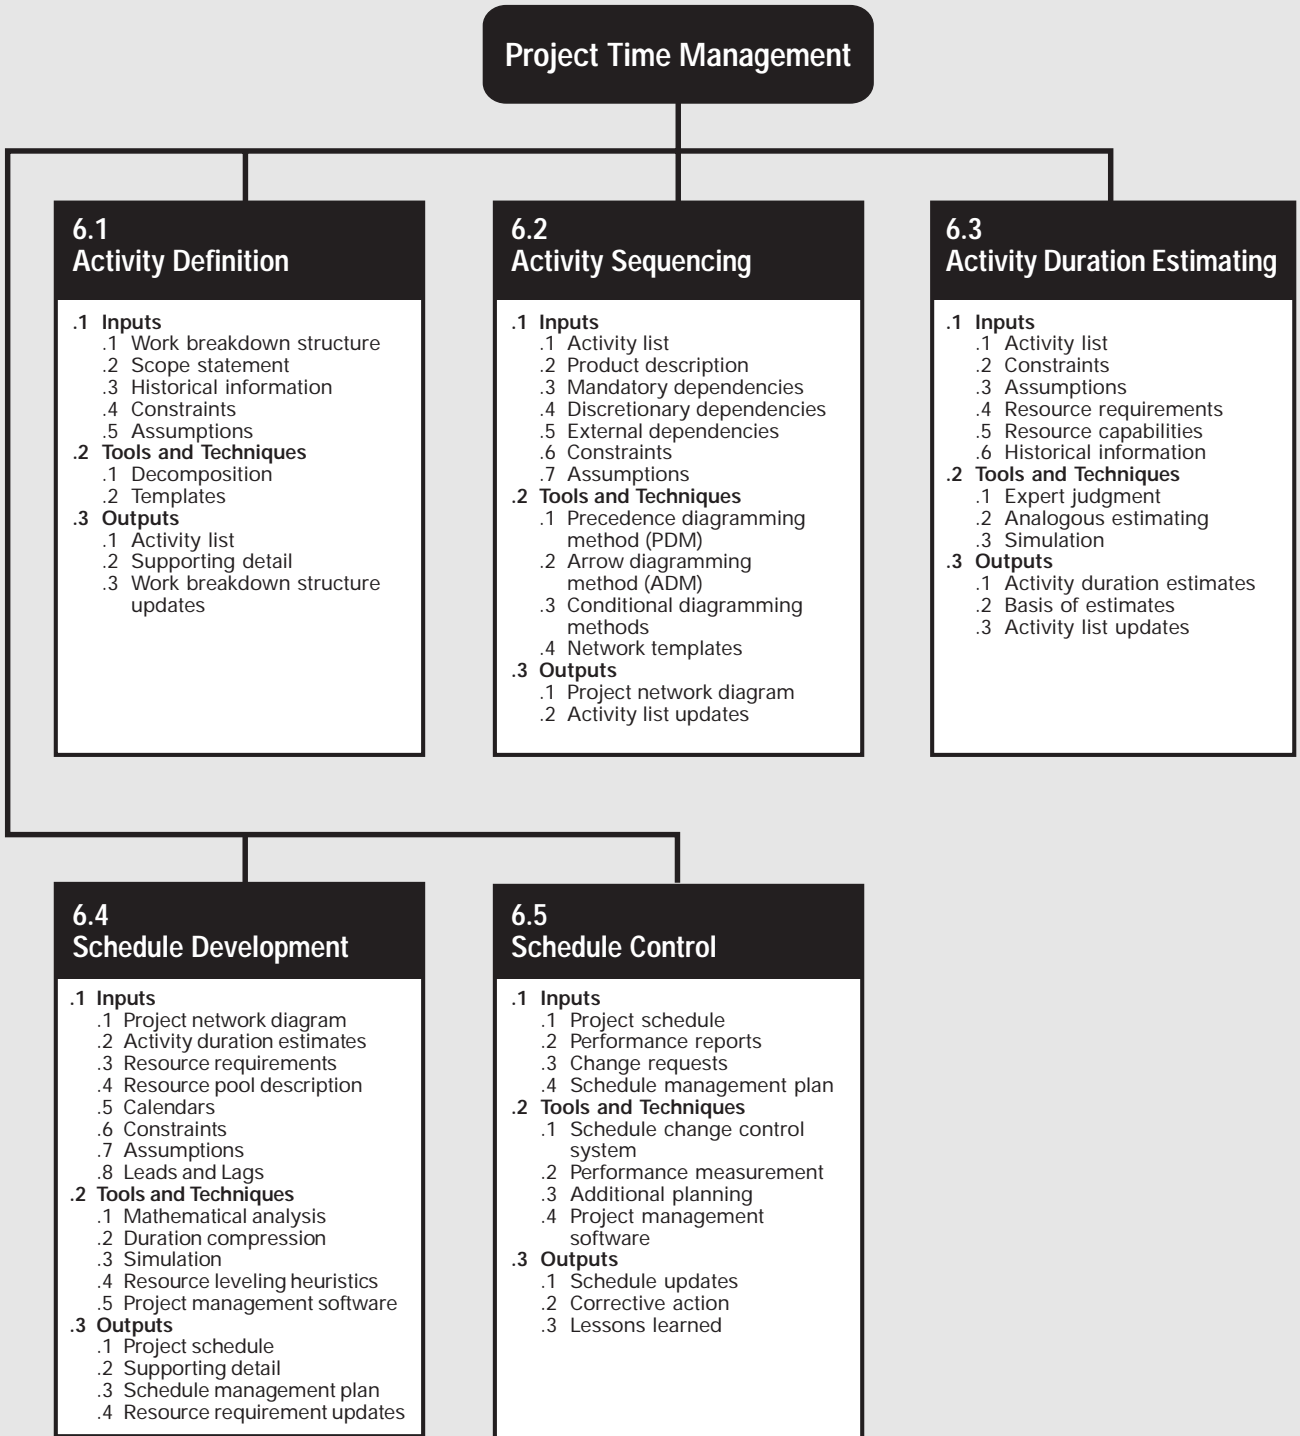 Project Time Management
6.1
Activity Definition
.1 Inputs
.1 Work breakdown structure
.2 Scope statement
.3 Historical information
.4 Constraints
.5 Assumptions
.2 Tools and Techniques
.1 Decomposition
.2 Templates
.3 Outputs
.1 Activity list
.2 Supporting detail
.3 Work breakdown structure
updates
6.2
Activity Sequencing
.1 Inputs
.1 Activity list
.2 Product description
.3 Mandatory dependencies
.4 Discretionary dependencies
.5 External dependencies
.6 Constraints
.7 Assumptions
.2 Tools and Techniques
.1 Precedence diagramming
method (PDM)
.2 Arrow diagramming
method (ADM)
.3 Conditional diagramming
methods
.4 Network templates
.3 Outputs
.1 Project network diagram
.2 Activity list updates
6.3
Activity Duration Estimating
.1 Inputs
.1 Activity list
.2 Constraints
.3 Assumptions
.4 Resource requirements
.5 Resource capabilities
.6 Historical information
.2 Tools and Techniques
.1 Expert judgment
.2 Analogous estimating
.3 Simulation
.3 Outputs
.1 Activity duration estimates
.2 Basis of estimates
.3 Activity list updates
6.4
Schedule Development
.1 Inputs
.1 Project network diagram
.2 Activity duration estimates
.3 Resource requirements
.4 Resource pool description
.5 Calendars
.6 Constraints
.7 Assumptions
.8 Leads and Lags
.2 Tools and Techniques
.1 Mathematical analysis
.2 Duration compression
.3 Simulation
.4 Resource leveling heuristics
.5 Project management software
.3 Outputs
.1 Project schedule
.2 Supporting detail
.3 Schedule management plan
.4 Resource requirement updates
6.5
Schedule Control
.1 Inputs
.1 Project schedule
.2 Performance reports
.3 Change requests
.4 Schedule management plan
.2 Tools and Techniques
.1 Schedule change control
system
.2 Performance measurement
.3 Additional planning
.4 Project management
software
.3 Outputs
.1 Schedule updates
.2 Corrective action
.3 Lessons learned